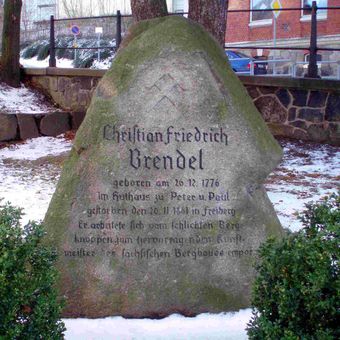 Christian Friedrich
Brendel
geboren am 26.12.1776
im Huthaus zu Peter u. Paul
gestorben den 20.11.1861 in Freiberg
Er arbeitete sich vom schlichten Berg-
knappen zum hervorragenden Kunst-
meister des sächsischen Bergbaues empor